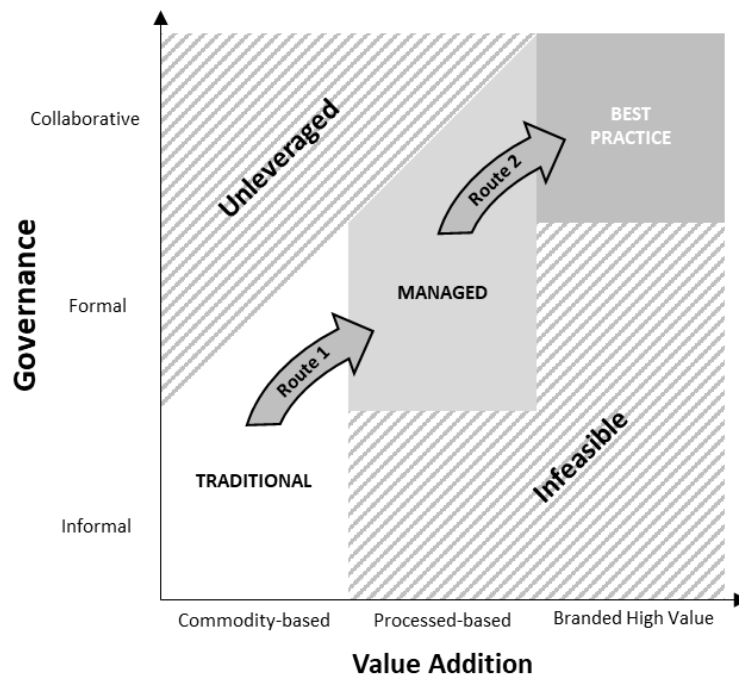 Collaborative
Formal
Informal
Governance
Unleveraged
BEST
PRACTICE
Route 2
MANAGED
Route 1
TRADITIONAL
Infeasible
Commodity-based
Processed-based
Branded High Value
Value Addition